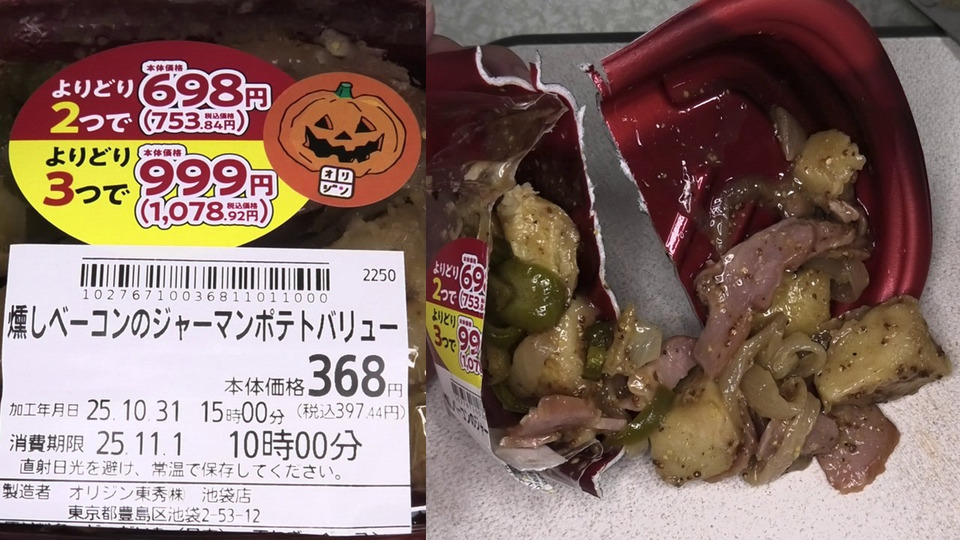 よりどり
2つで
本体価格
698円
(753.84円)
税込価格
よりどり
3つで
本体価格
999円
(1,078.92円)
税込価格
オリジン
2250
10276710036811011000
燻しベーコンのジャーマンポテトバリュー
本体価格368円
加工年月日 25.10.31 15時00分 (税込397.44円)
消費期限 25.11.1 10時00分
直射日光を避け、常温で保存してください。
製造者 オリジン東秀㈱ 池袋店
東京都豊島区池袋2-53-12
よりどり
2つで
本体価格
69
(753
よりどり
3つで
99